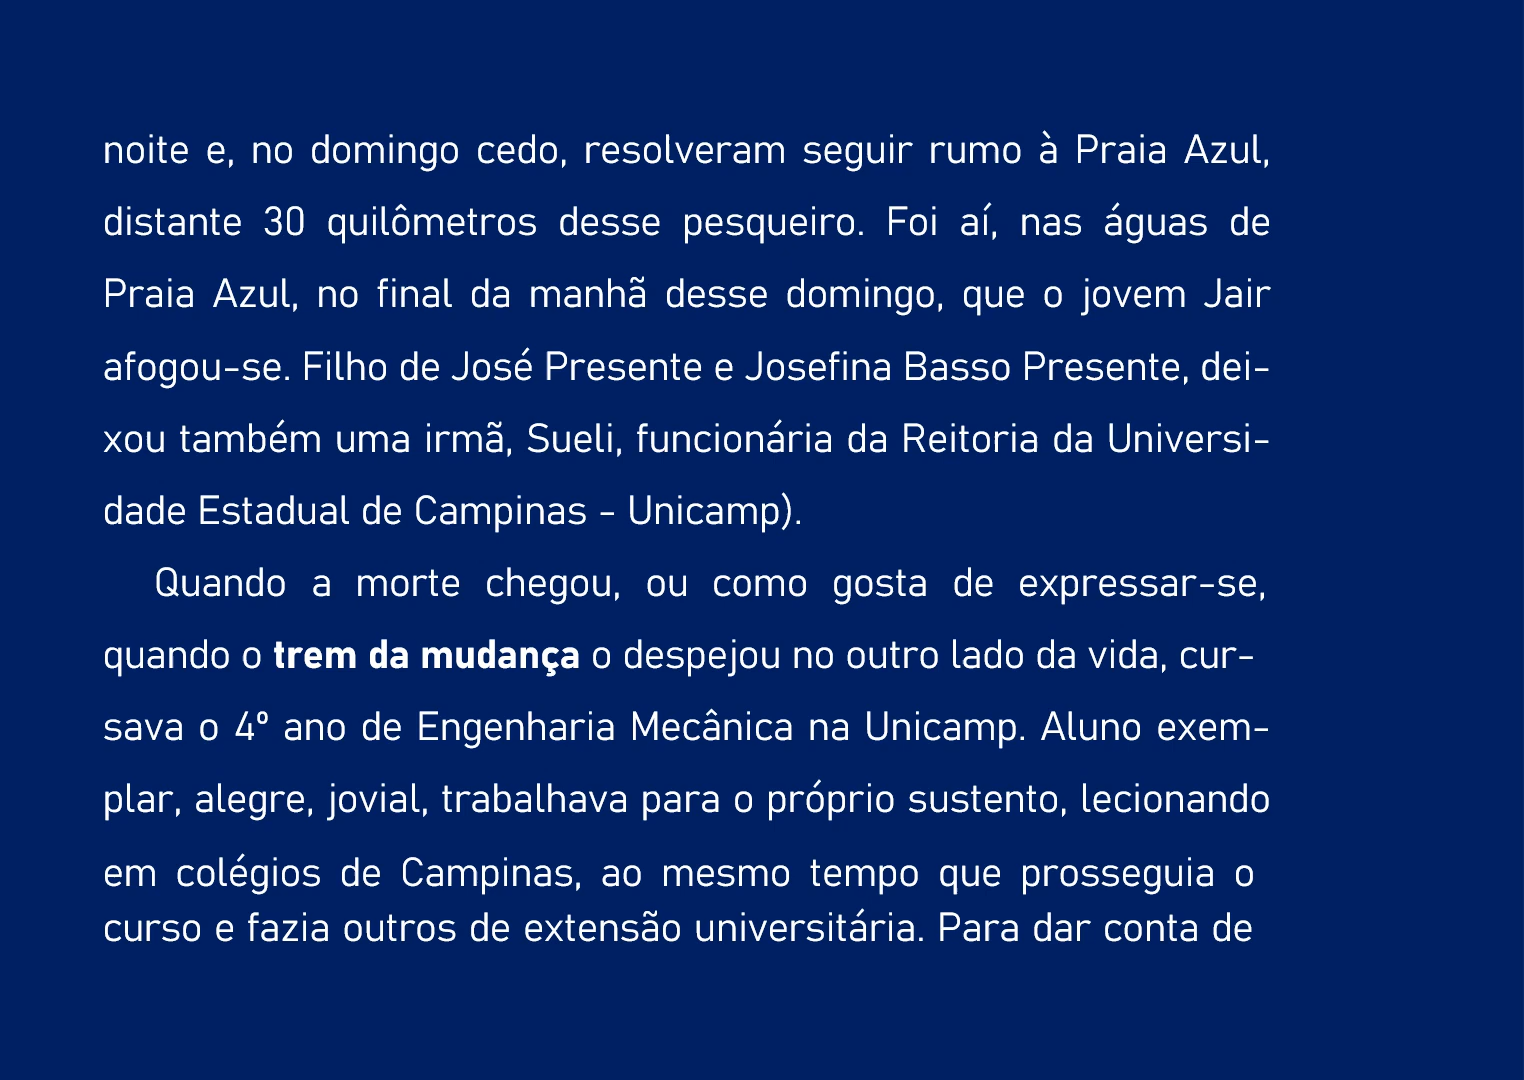 noite e, no domingo cedo, resolveram seguir rumo à Praia Azul,
distante 30 quilômetros desse pesqueiro. Foi aí, nas águas de
Praia Azul, no final da manhã desse domingo, que o jovem Jair
afogou-se. Filho de José Presente e Josefina Basso Presente, dei-
xou também uma irmã, Sueli, funcionária da Reitoria da Universi-
dade Estadual de Campinas - Unicamp).
Quando a morte chegou, ou como gosta de expressar-se,
quando o trem da mudança o despejou no outro lado da vida, cur-
sava o 4º ano de Engenharia Mecânica na Unicamp. Aluno exem-
plar, alegre, jovial, trabalhava para o próprio sustento, lecionando
em colégios de Campinas, ao mesmo tempo que prosseguia o
curso e fazia outros de extensão universitária. Para dar conta de